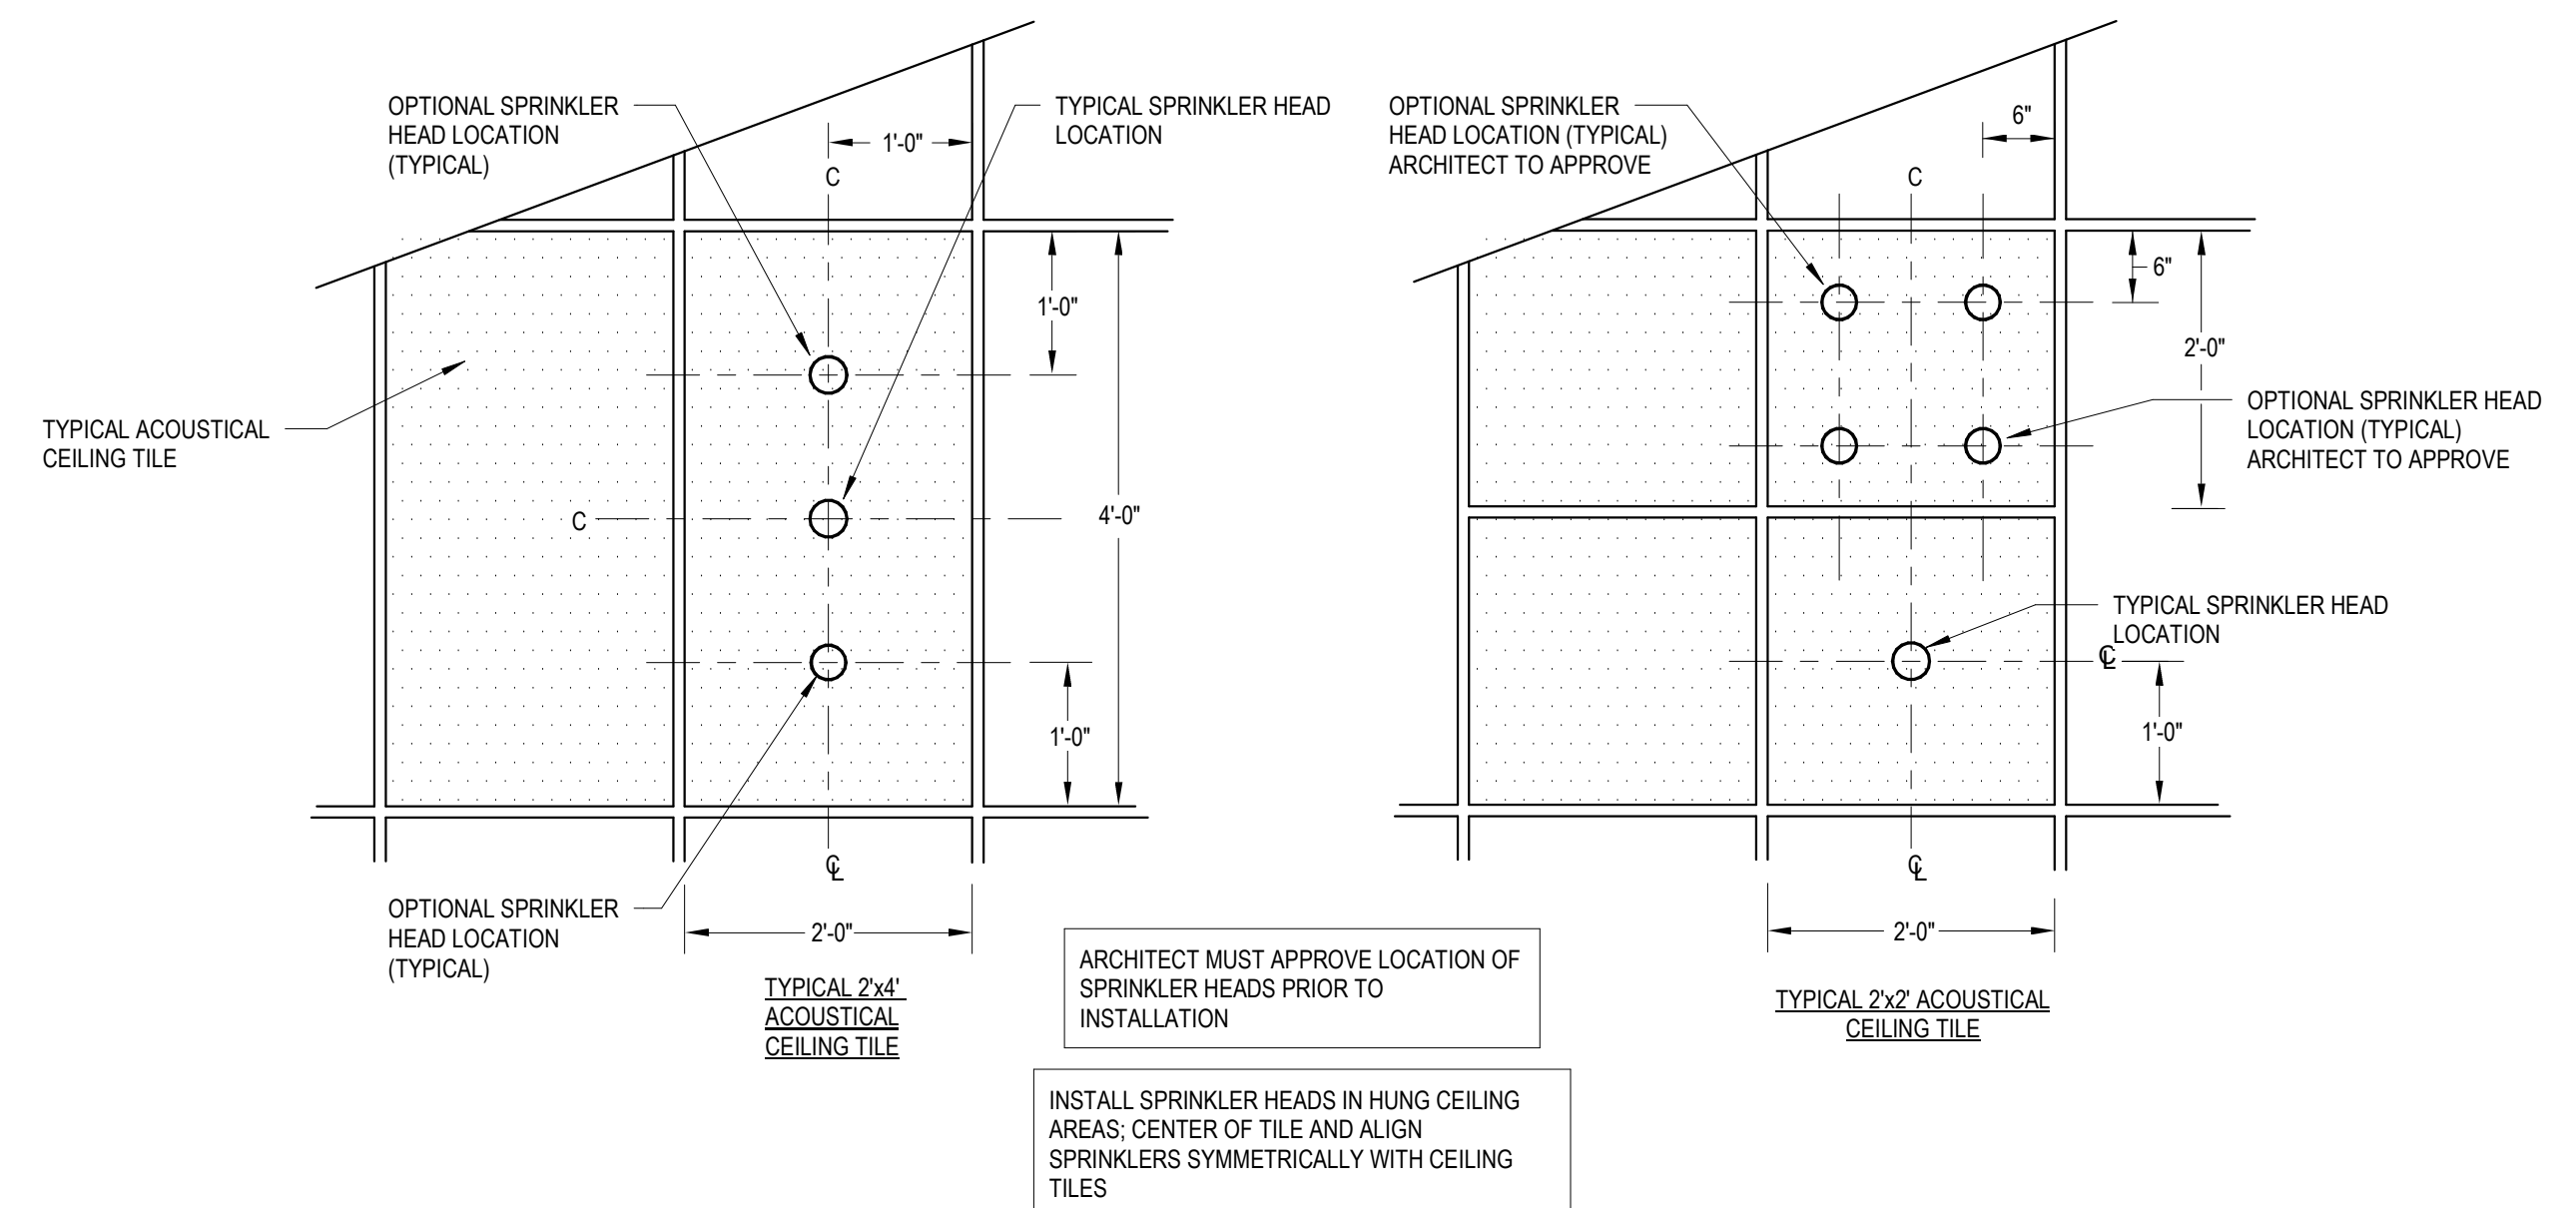 OPTIONAL SPRINKLER
HEAD LOCATION
(TYPICAL)
1'-0"
C
TYPICAL SPRINKLER HEAD
LOCATION
1'-0"
TYPICAL ACOUSTICAL
CEILING TILE
C
4'-0"
1'-0"
℄
OPTIONAL SPRINKLER
HEAD LOCATION
(TYPICAL)
2'-0"
TYPICAL 2'x4'
ACOUSTICAL
CEILING TILE
OPTIONAL SPRINKLER
HEAD LOCATION (TYPICAL)
ARCHITECT TO APPROVE
6"
C
6"
2'-0"
OPTIONAL SPRINKLER HEAD
LOCATION (TYPICAL)
ARCHITECT TO APPROVE
TYPICAL SPRINKLER HEAD
LOCATION
℄
1'-0"
℄
2'-0"
TYPICAL 2'x2' ACOUSTICAL
CEILING TILE
ARCHITECT MUST APPROVE LOCATION OF
SPRINKLER HEADS PRIOR TO
INSTALLATION
INSTALL SPRINKLER HEADS IN HUNG CEILING
AREAS; CENTER OF TILE AND ALIGN
SPRINKLERS SYMMETRICALLY WITH CEILING
TILES